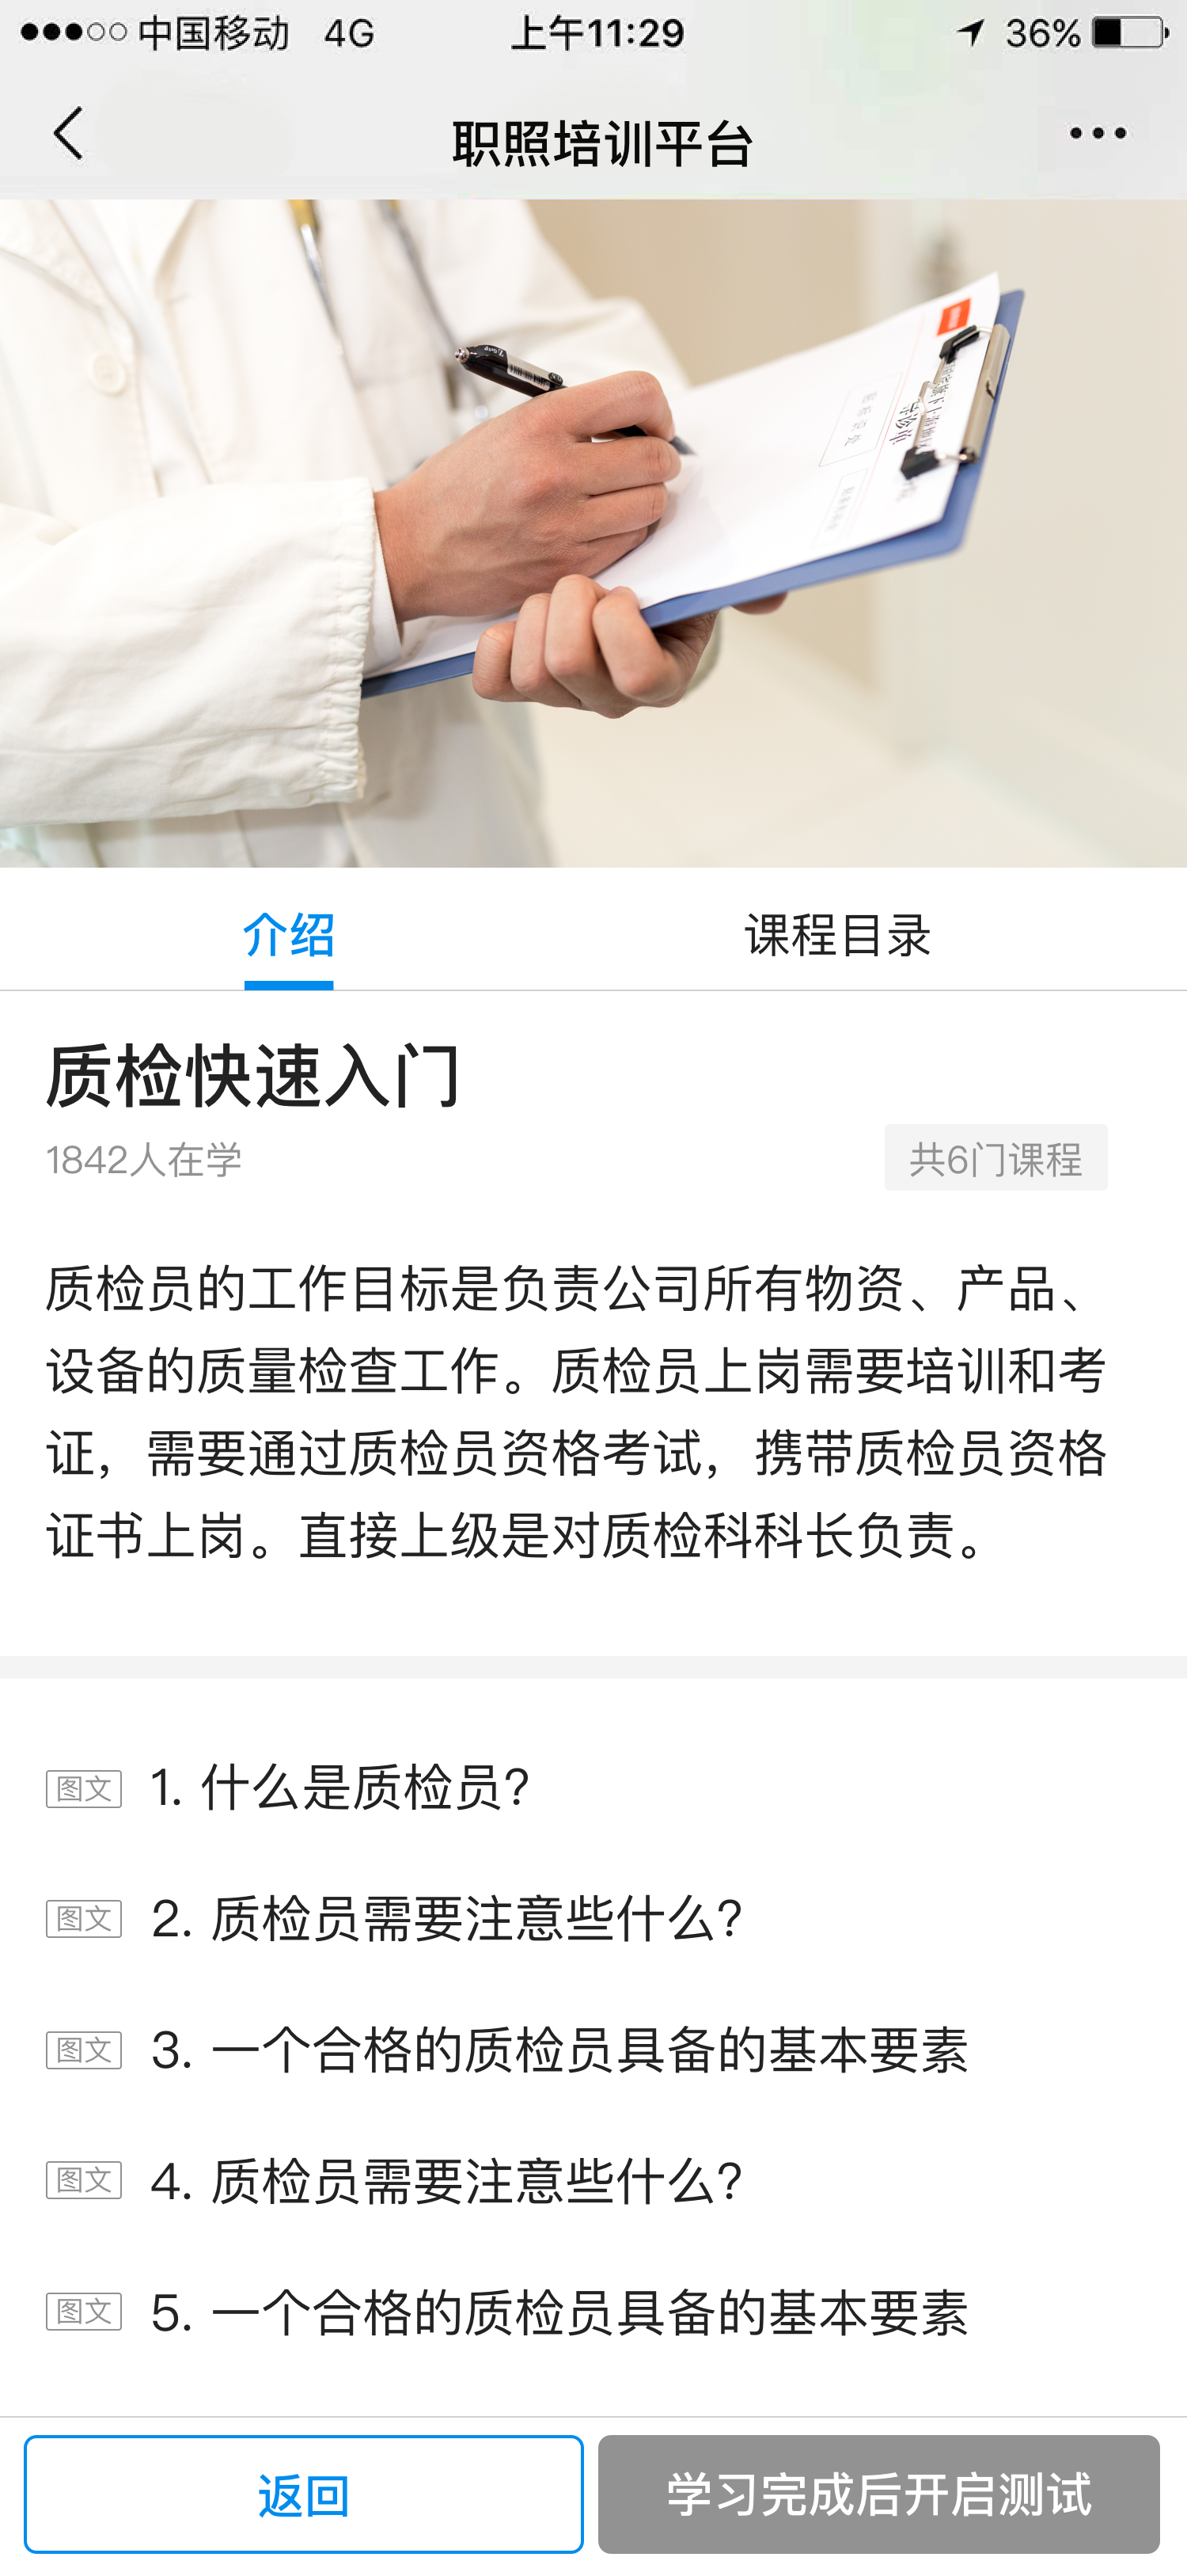 中国移动 4G 上午11:29 36%
职照培训平台
介绍 课程目录
质检快速入门
1842人在学 共6门课程
质检员的工作目标是负责公司所有物资、产品、
设备的质量检查工作。质检员上岗需要培训和考
证，需要通过质检员资格考试，携带质检员资格
证书上岗。直接上级是对质检科科长负责。
图文 1. 什么是质检员?
图文 2. 质检员需要注意些什么?
图文 3. 一个合格的质检员具备的基本要素
图文 4. 质检员需要注意些什么?
图文 5. 一个合格的质检员具备的基本要素
返回 学习完成后开启测试